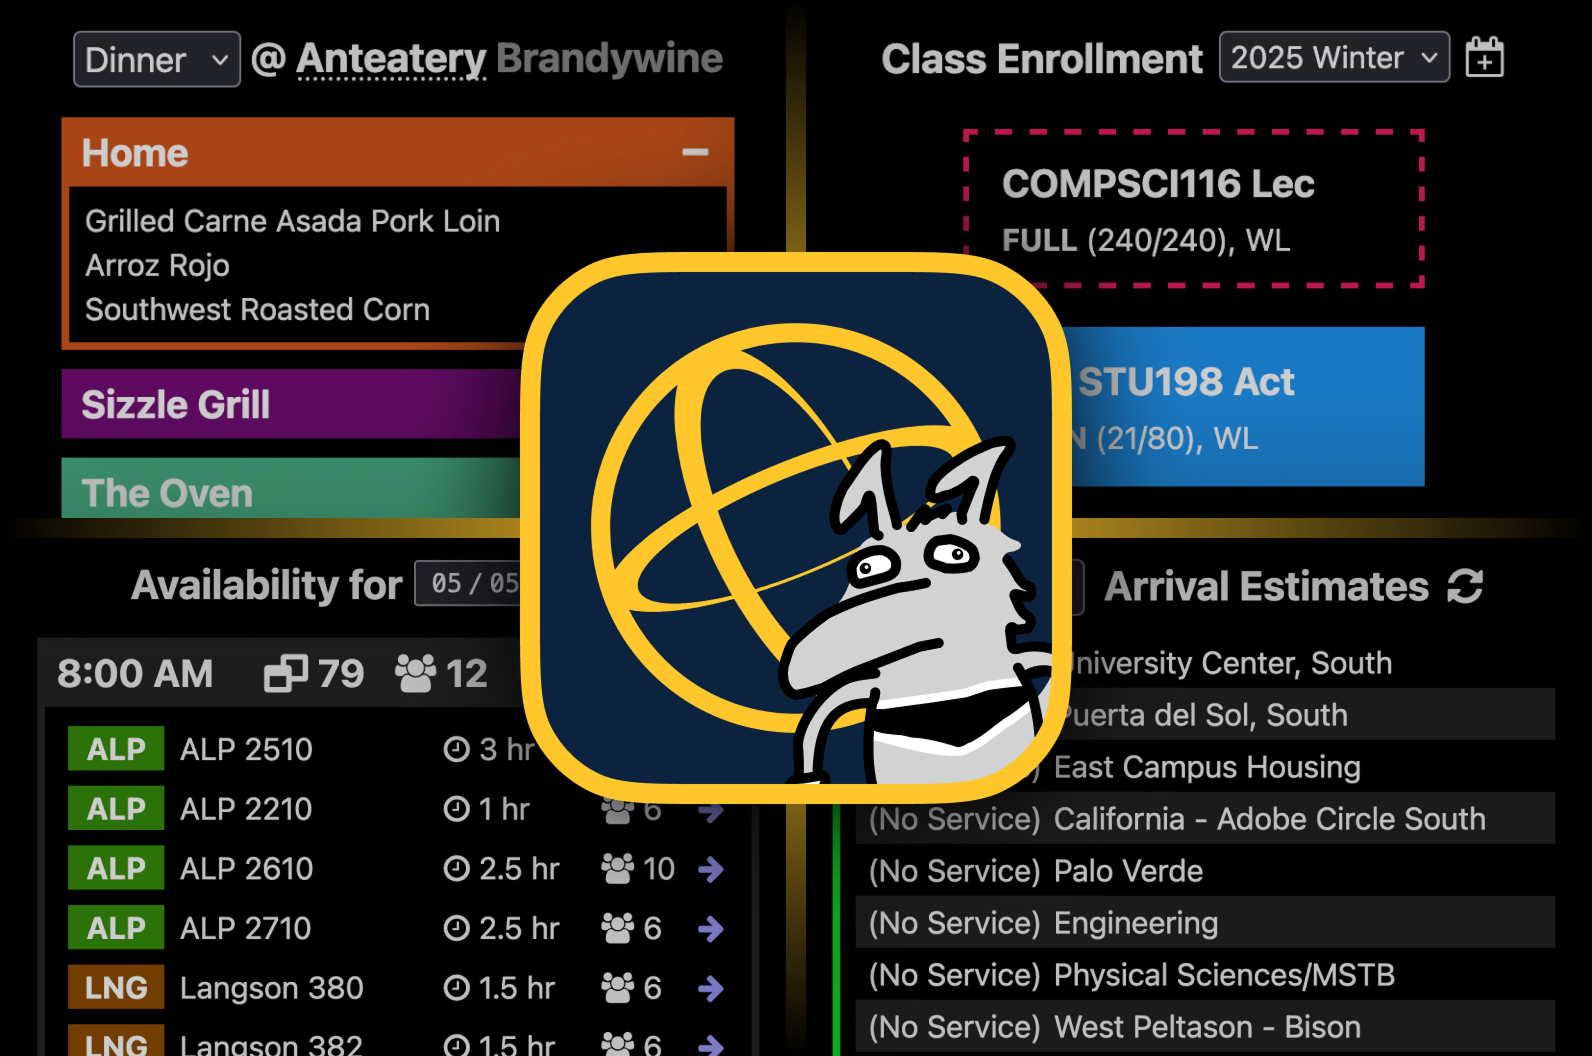 Dinner @ Anteatery Brandywine
Home
Grilled Carne Asada Pork Loin
Arroz Rojo
Southwest Roasted Corn
Sizzle Grill
The Oven
Class Enrollment 2025 Winter
COMPSCI116 Lec
FULL (240/240), WL
STU198 Act
(21/80), WL
Availability for 05/05
8:00 AM 79 12
ALP ALP 2510 3 hr
ALP ALP 2210 1 hr 6
ALP ALP 2610 2.5 hr 10
ALP ALP 2710 2.5 hr 6
LNG Langson 380 1.5 hr 6
LNG Langson 382 1.5 hr 6
Arrival Estimates
University Center, South
Puerta del Sol, South
East Campus Housing
(No Service) California - Adobe Circle South
(No Service) Palo Verde
(No Service) Engineering
(No Service) Physical Sciences/MSTB
(No Service) West Peltason - Bison